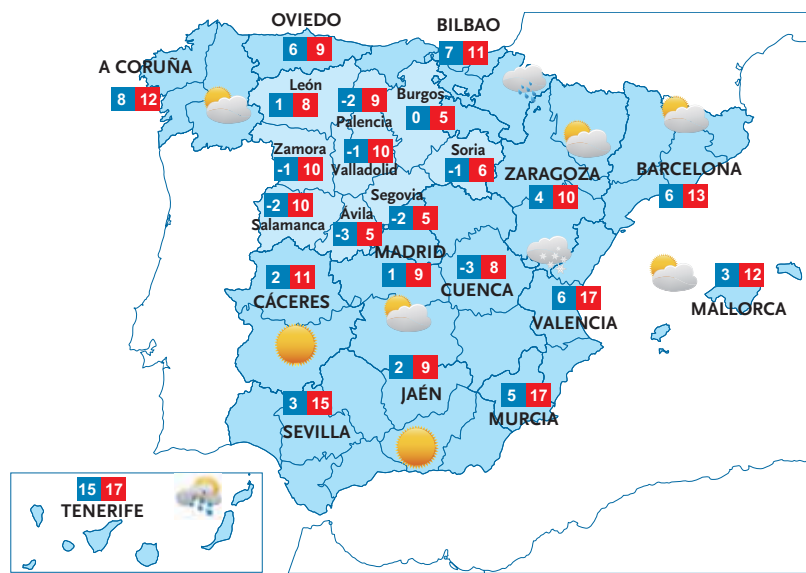 OVIEDO
6 9
BILBAO
7 11
A CORUÑA
8 12
León
1 8
-2 9
Palencia
Burgos
0 5
Zamora
-1 10
-1 10
Valladolid
Soria
-1 6
ZARAGOZA
4 10
BARCELONA
6 13
-2 10
Salamanca
Ávila
-3 5
Segovia
-2 5
MADRID
1 9
-3 8
CUENCA
2 11
CÁCERES
6 17
VALENCIA
3 12
MALLORCA
2 9
JAÉN
3 15
SEVILLA
5 17
MURCIA
15 17
TENERIFE